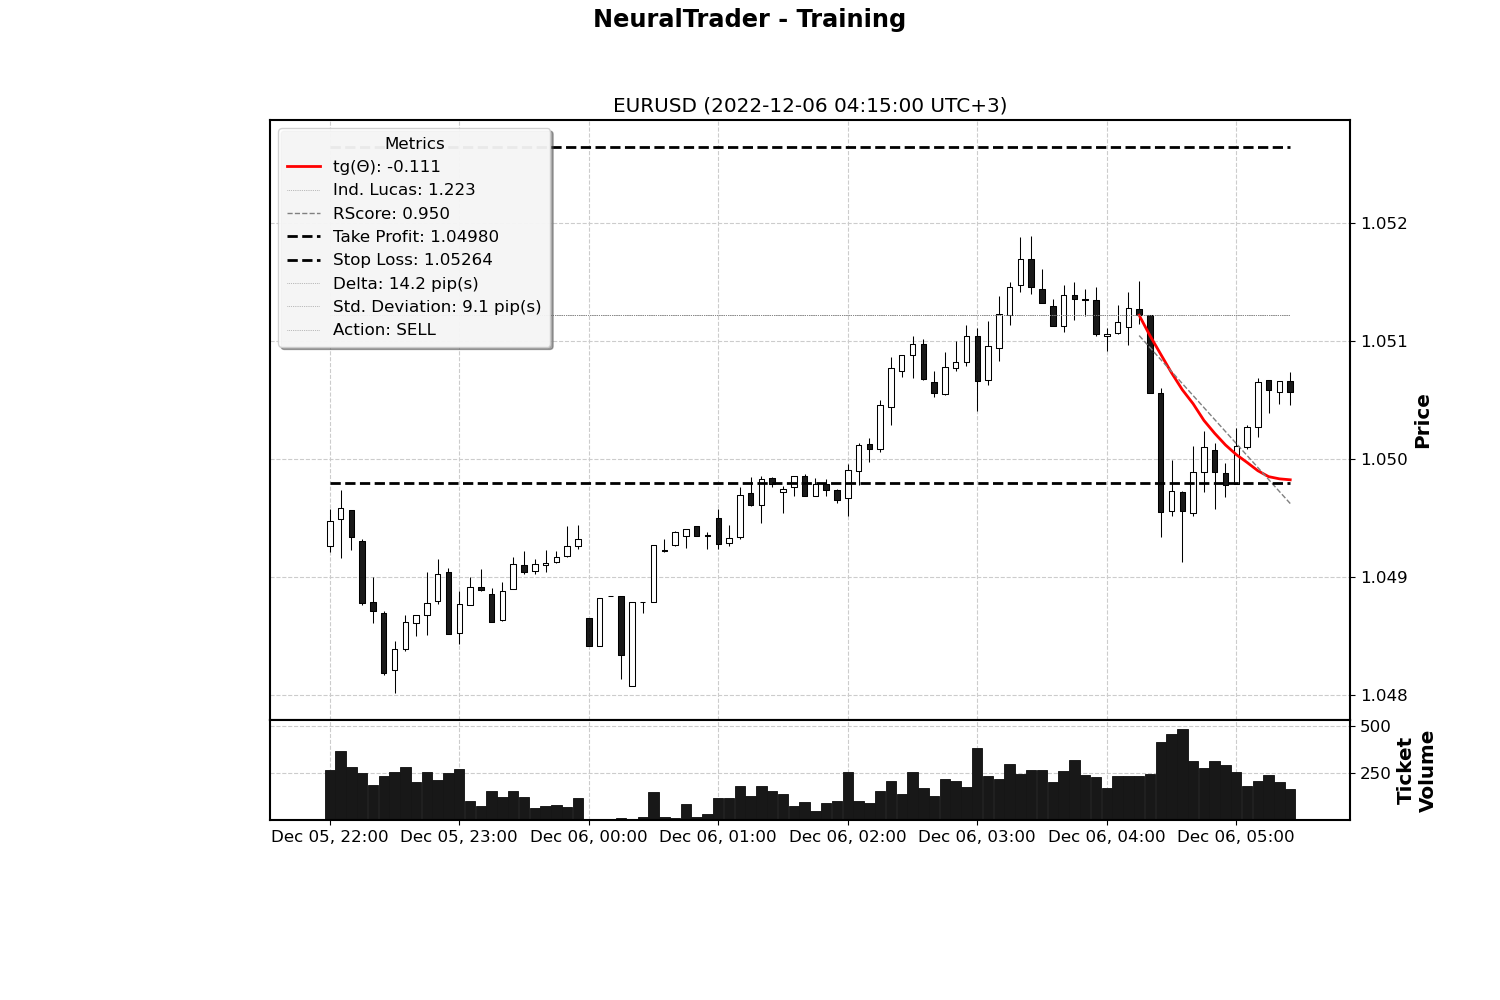 NeuralTrader - Training
EURUSD (2022-12-06 04:15:00 UTC+3)
Metrics
tg(Θ): -0.111
Ind. Lucas: 1.223
RScore: 0.950
Take Profit: 1.04980
Stop Loss: 1.05264
Delta: 14.2 pip(s)
Std. Deviation: 9.1 pip(s)
Action: SELL
1.052
1.051
1.050
1.049
1.048
Price
500
250
Ticket
Volume
Dec 05, 22:00
Dec 05, 23:00
Dec 06, 00:00
Dec 06, 01:00
Dec 06, 02:00
Dec 06, 03:00
Dec 06, 04:00
Dec 06, 05:00